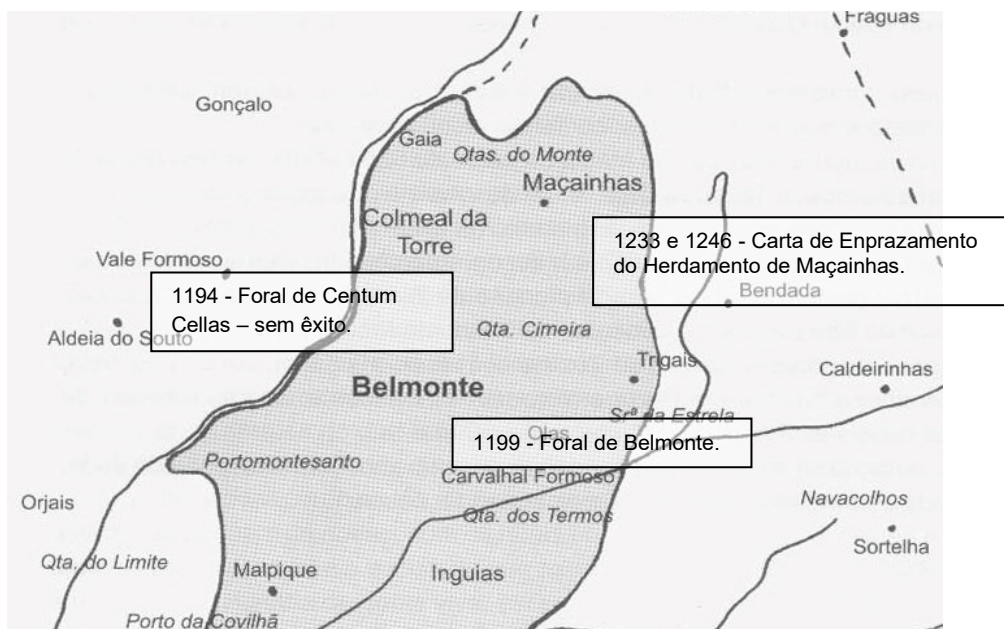 Fráguas
Gonçalo
Gaia
Qtas. do Monte
Maçainhas
Colmeal da
Torre
1233 e 1246 - Carta de Enprazamento
do Herdamento de Maçainhas.
Vale Formoso
Bendada
1194 - Foral de Centum
Cellas – sem êxito.
Aldeia do Souto
Qta. Cimeira
Trigais
Caldeirinhas
Belmonte
Srª da Estrela
Olas
1199 - Foral de Belmonte.
Portomontesanto
Carvalhal Formoso
Orjais
Navacolhos
Qta. dos Termos
Sortelha
Qta. do Limite
Malpique
Inguias
Porto da Covilhã